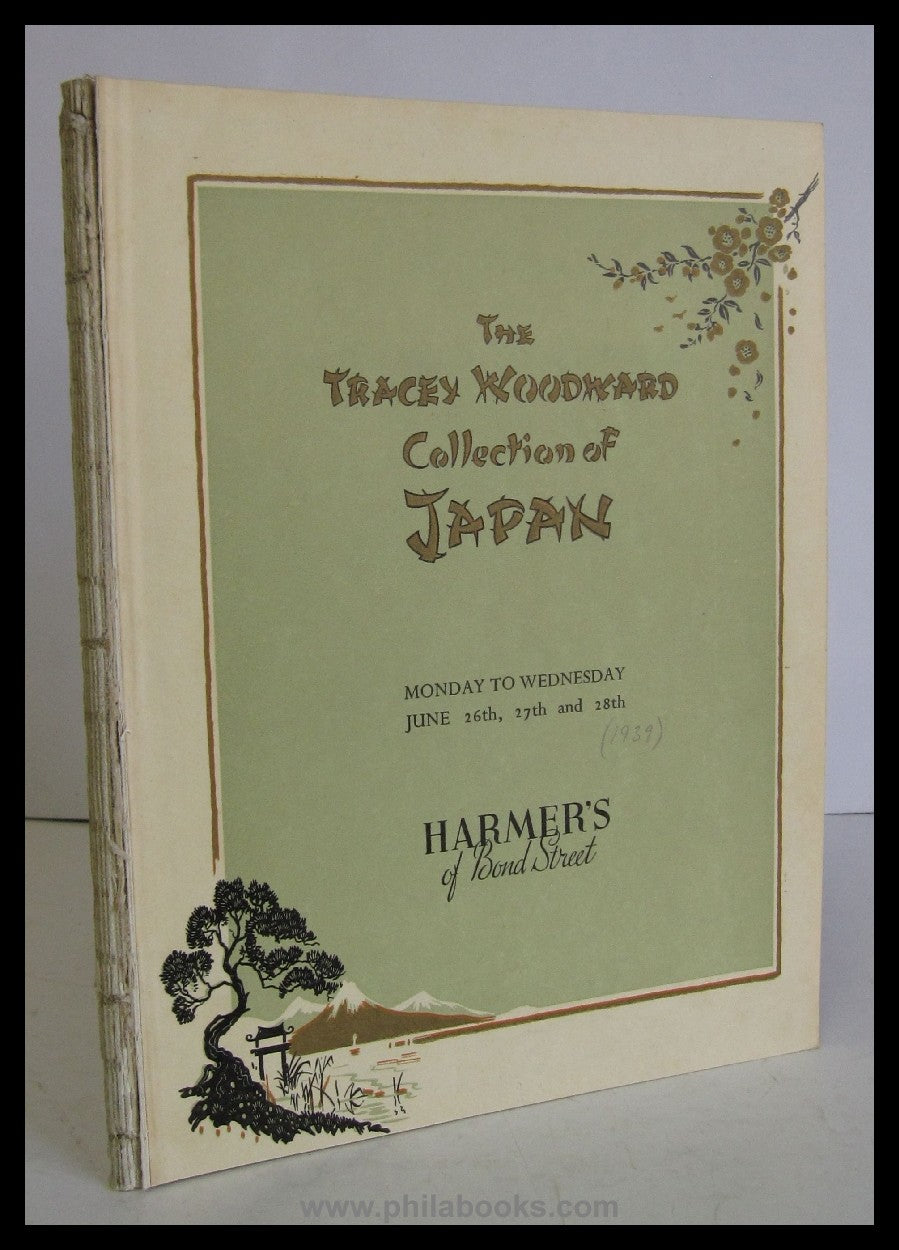 THE
TRACEY WOODWARD
Collection of
JAPAN
MONDAY TO WEDNESDAY
JUNE 26th, 27th and 28th
(1939)
HARMER'S
of Bond Street
www.philabooks.com